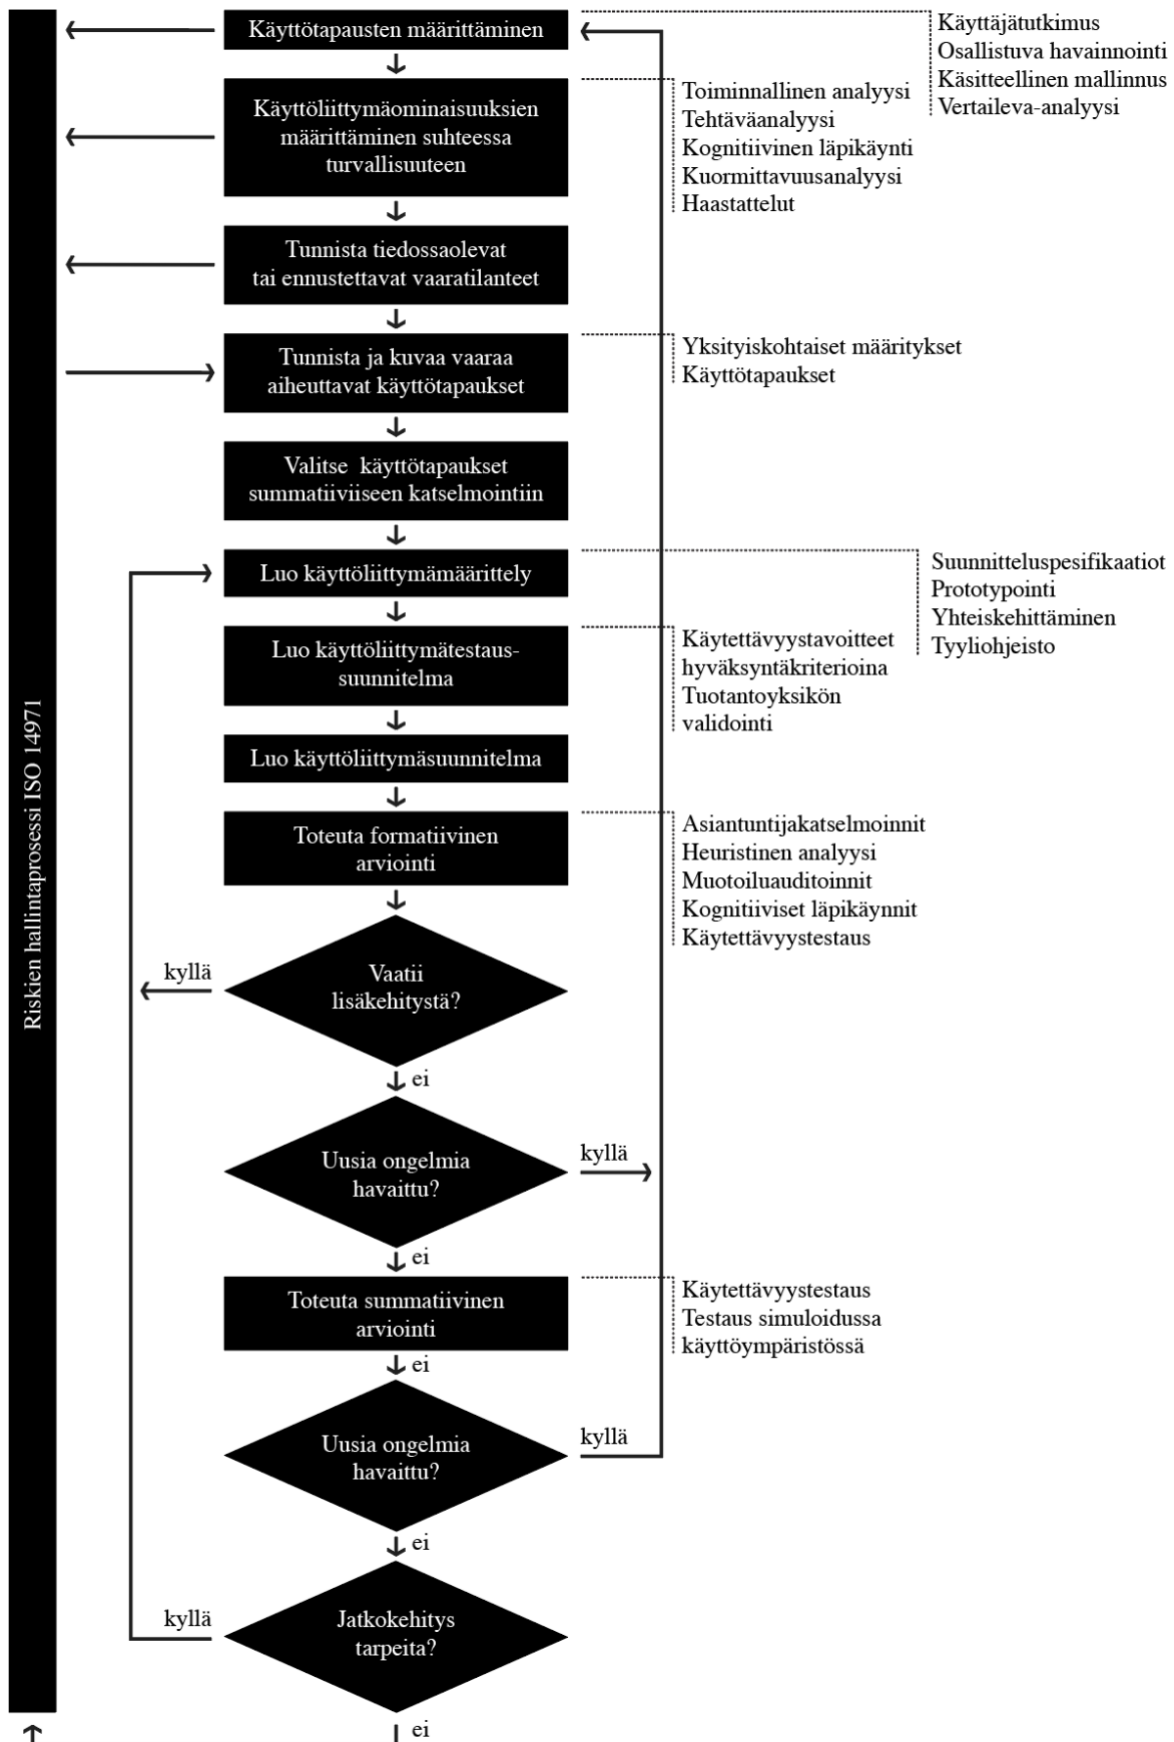 Käyttötapausten määrittäminen
Käyttäjätutkimus
Osallistuva havainnointi
Käsitteellinen mallinnus
Vertaileva-analyysi
Käyttöliittymäominaisuuksien
määrittäminen suhteessa
turvallisuuteen
Toiminnallinen analyysi
Tehtäväanalyysi
Kognitiivinen läpikäynti
Kuormittavuusanalyysi
Haastattelut
Tunnista tiedossaolevat
tai ennustettavat vaaratilanteet
Tunnista ja kuvaa vaaraa
aiheuttavat käyttötapaukset
Yksityiskohtaiset määritykset
Käyttötapaukset
Valitse käyttötapaukset
summatiiviiseen katselmointiin
Luo käyttöliittymämäärittely
Suunnitteluspesifikaatiot
Prototypointi
Yhteiskehittäminen
Tyyliohjeisto
Luo käyttöliittymätestaus-
suunnitelma
Käytettävyystavoitteet
hyväksyntäkriterioina
Tuotantoyksikön
validointi
Luo käyttöliittymäsuunnitelma
Toteuta formatiivinen
arviointi
Asiantuntijakatselmoinnit
Heuristinen analyysi
Muotoiluauditoinnit
Kognitiiviset läpikäynnit
Käytettävyystestaus
Vaatii
lisäkehitystä?
kyllä
ei
Uusia ongelmia
havaittu?
kyllä
ei
Toteuta summatiivinen
arviointi
Käytettävyystestaus
Testaus simuloidussa
käyttöympäristössä
ei
Uusia ongelmia
havaittu?
kyllä
ei
Jatkokehitys
tarpeita?
kyllä
ei
Riskien hallintaprosessi ISO 14971